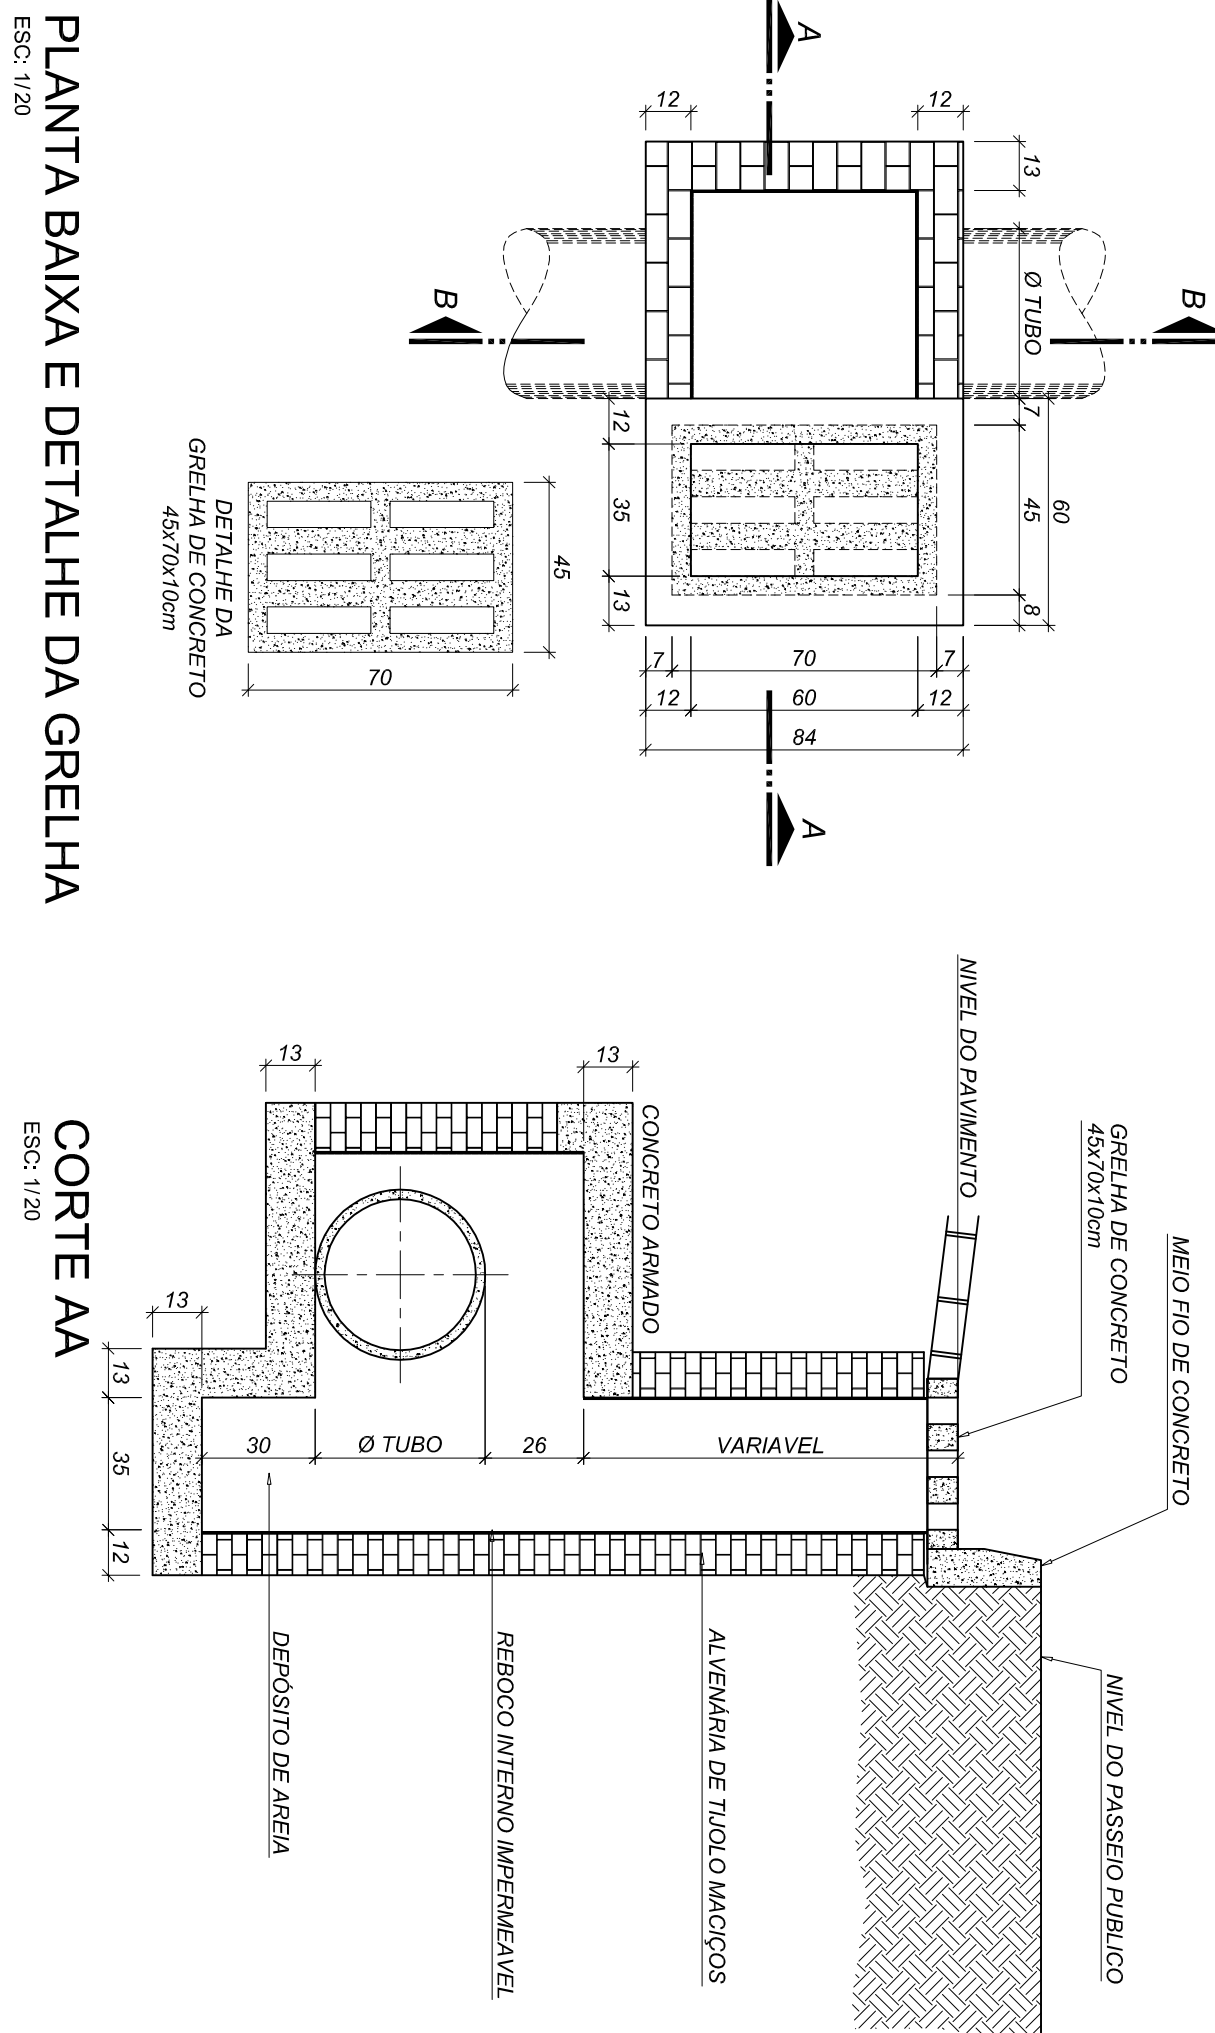 A
A
B
B
12
12
13
Ø TUBO
7
45
8
60
12
35
13
7
70
7
12
60
12
84
45
70
DETALHE DA
GRELHA DE CONCRETO
45x70x10cm
PLANTA BAIXA E DETALHE DA GRELHA
ESC: 1/20
NIVEL DO PAVIMENTO
GRELHA DE CONCRETO
45x70x10cm
MEIO FIO DE CONCRETO
NIVEL DO PASSEIO PUBLICO
CONCRETO ARMADO
13
13
13
13
35
12
30
Ø TUBO
26
VARIAVEL
ALVENÁRIA DE TIJOLO MACIÇOS
REBOCO INTERNO IMPERMEAVEL
DEPÓSITO DE AREIA
CORTE AA
ESC: 1/20